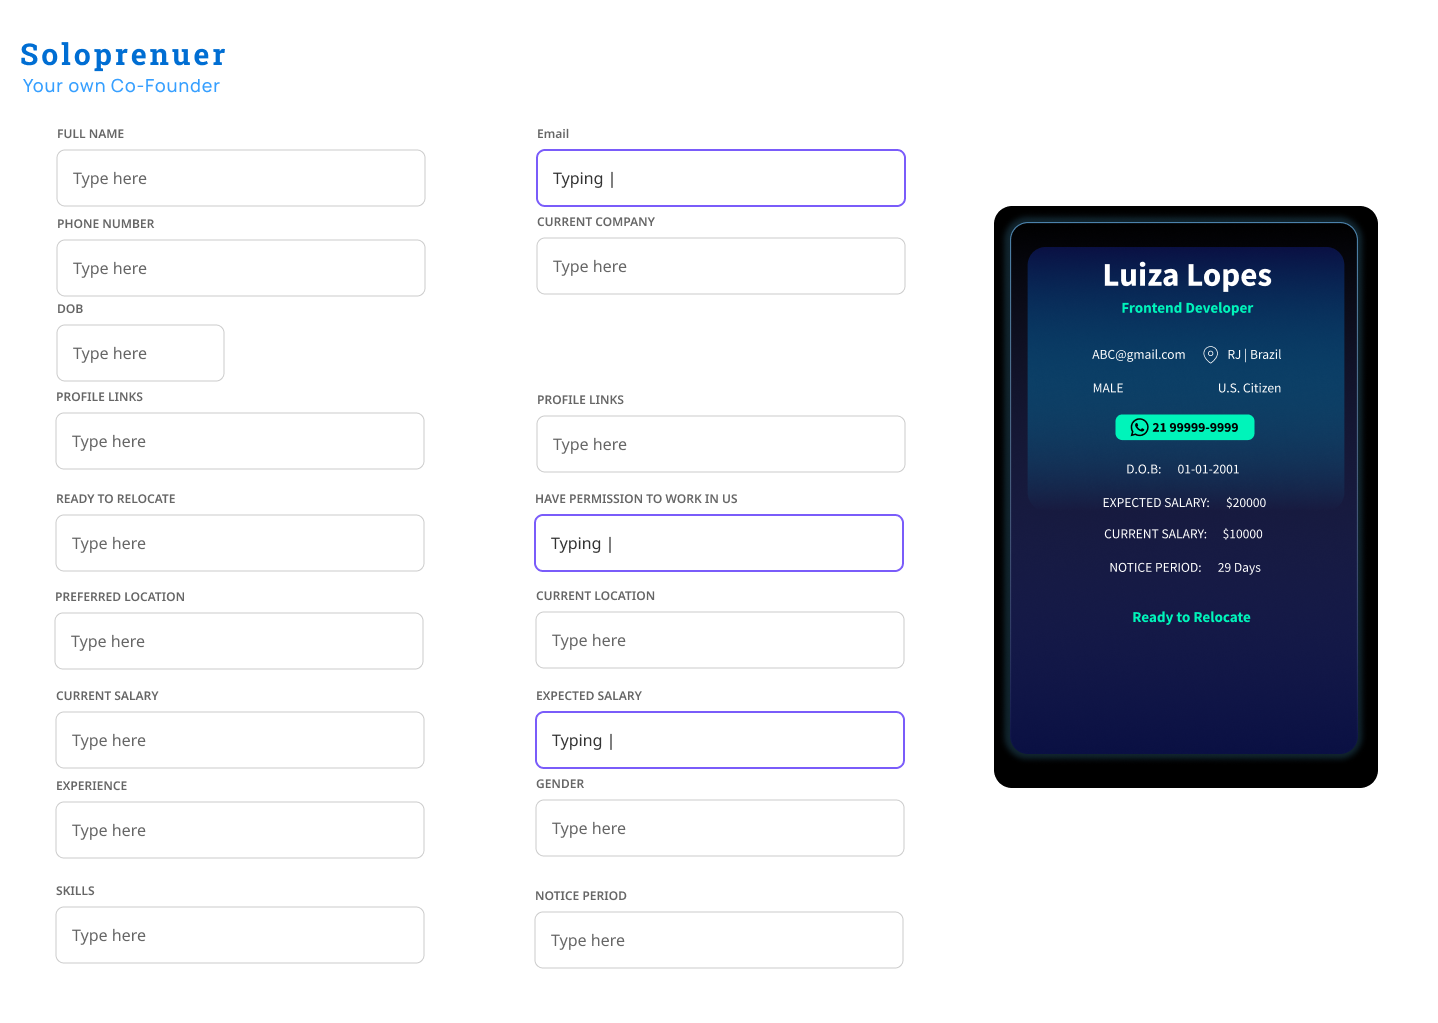 Soloprenuer
Your own Co-Founder
FULL NAME
Type here
Email
Typing |
PHONE NUMBER
Type here
CURRENT COMPANY
Type here
DOB
Type here
PROFILE LINKS
Type here
PROFILE LINKS
Type here
READY TO RELOCATE
Type here
HAVE PERMISSION TO WORK IN US
Typing |
PREFERRED LOCATION
Type here
CURRENT LOCATION
Type here
CURRENT SALARY
Type here
EXPECTED SALARY
Typing |
EXPERIENCE
Type here
GENDER
Type here
SKILLS
Type here
NOTICE PERIOD
Type here
Luiza Lopes
Frontend Developer
ABC@gmail.com RJ | Brazil
MALE U.S. Citizen
21 99999-9999
D.O.B: 01-01-2001
EXPECTED SALARY: $20000
CURRENT SALARY: $10000
NOTICE PERIOD: 29 Days
Ready to Relocate